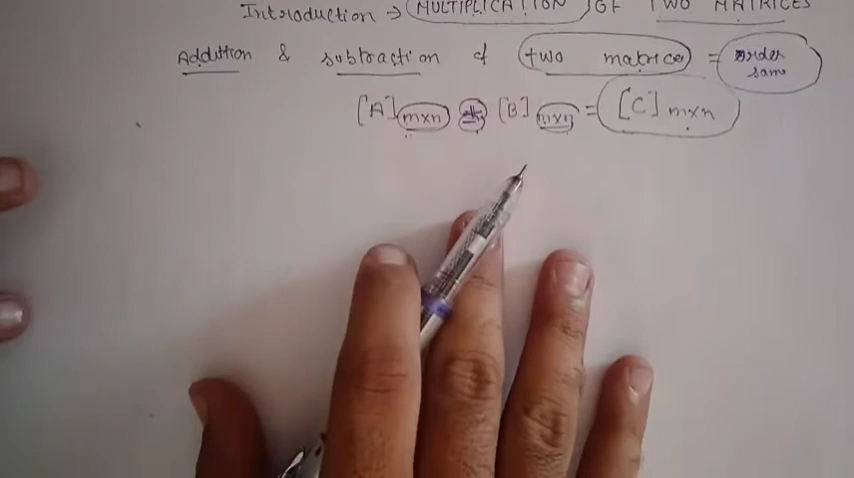 Introduction → MULTIPLICATION OF TWO MATRICES
Addition & subtraction of two matrices = order same
[A] m×n ± [B] m×n = [C] m×n